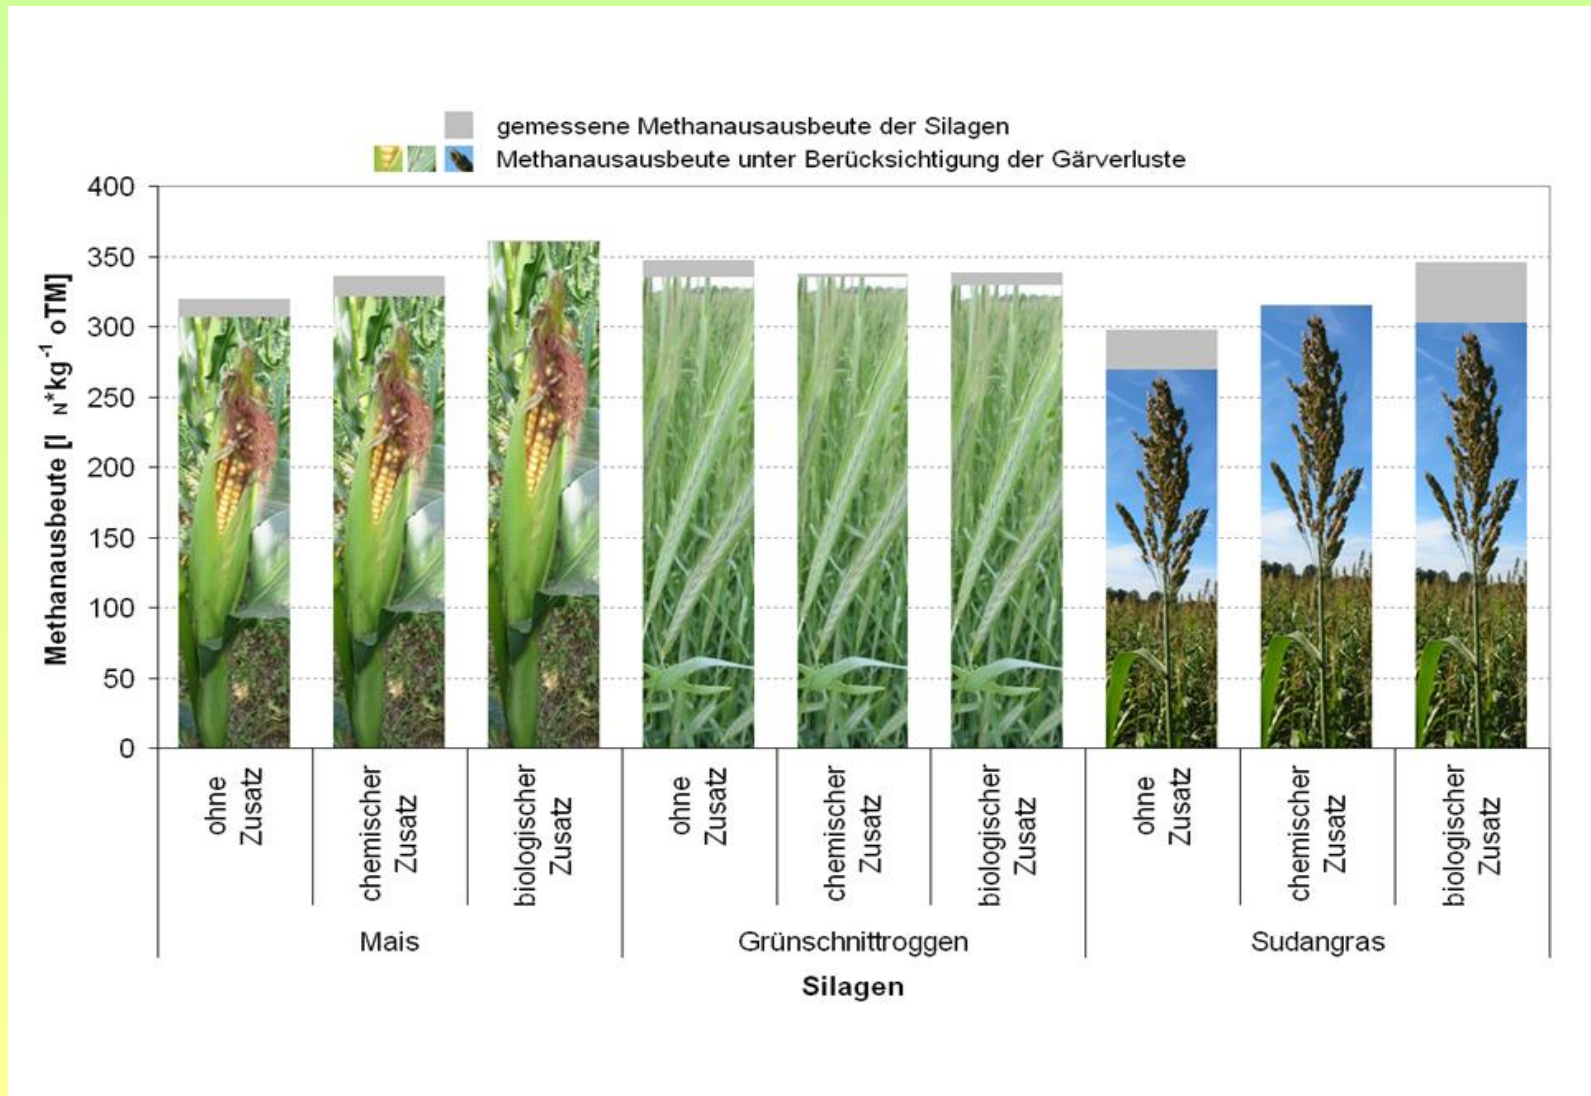 gemessene Methanausausbeute der Silagen
Methanausausbeute unter Berücksichtigung der Gärverluste
Methanausbeute [l N*kg-1 oTM]
400
350
300
250
200
150
100
50
0
ohne
Zusatz
chemischer
Zusatz
biologischer
Zusatz
ohne
Zusatz
chemischer
Zusatz
biologischer
Zusatz
ohne
Zusatz
chemischer
Zusatz
biologischer
Zusatz
Mais
Grünschnittroggen
Sudangras
Silagen